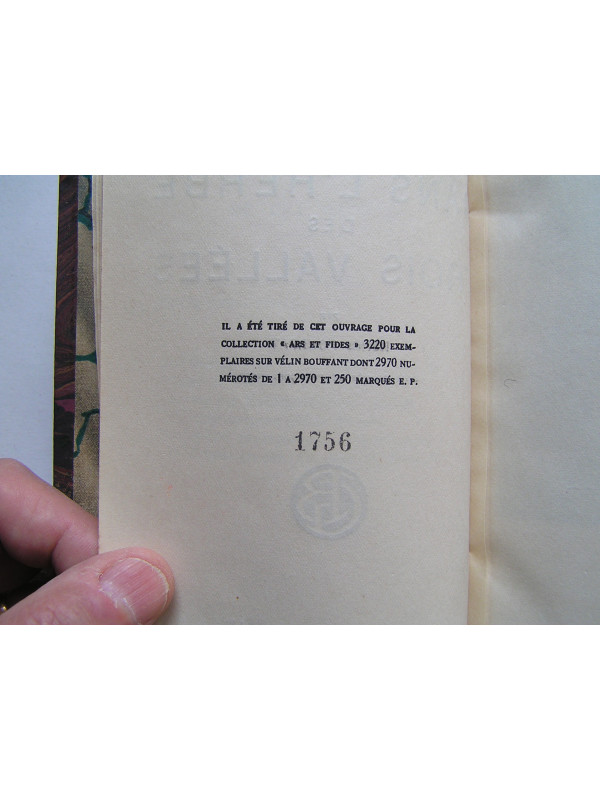 IL A ÉTÉ TIRÉ DE CET OUVRAGE POUR LA
COLLECTION « ARS ET FIDES » 3220 EXEM-
PLAIRES SUR VÉLIN BOUFFANT DONT 2970 NU-
MÉROTÉS DE 1 A 2970 ET 250 MARQUÉS E. P.
1756